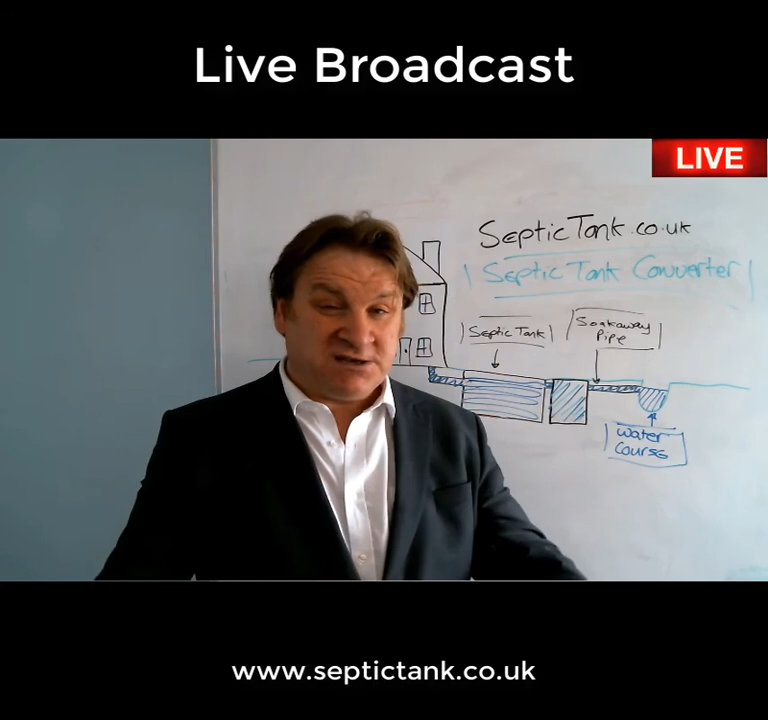 Live Broadcast
LIVE
SepticTank.co.uk
Septic Tank Converter
Septic Tank
Soakaway
Pipe
Water
Course
www.septictank.co.uk